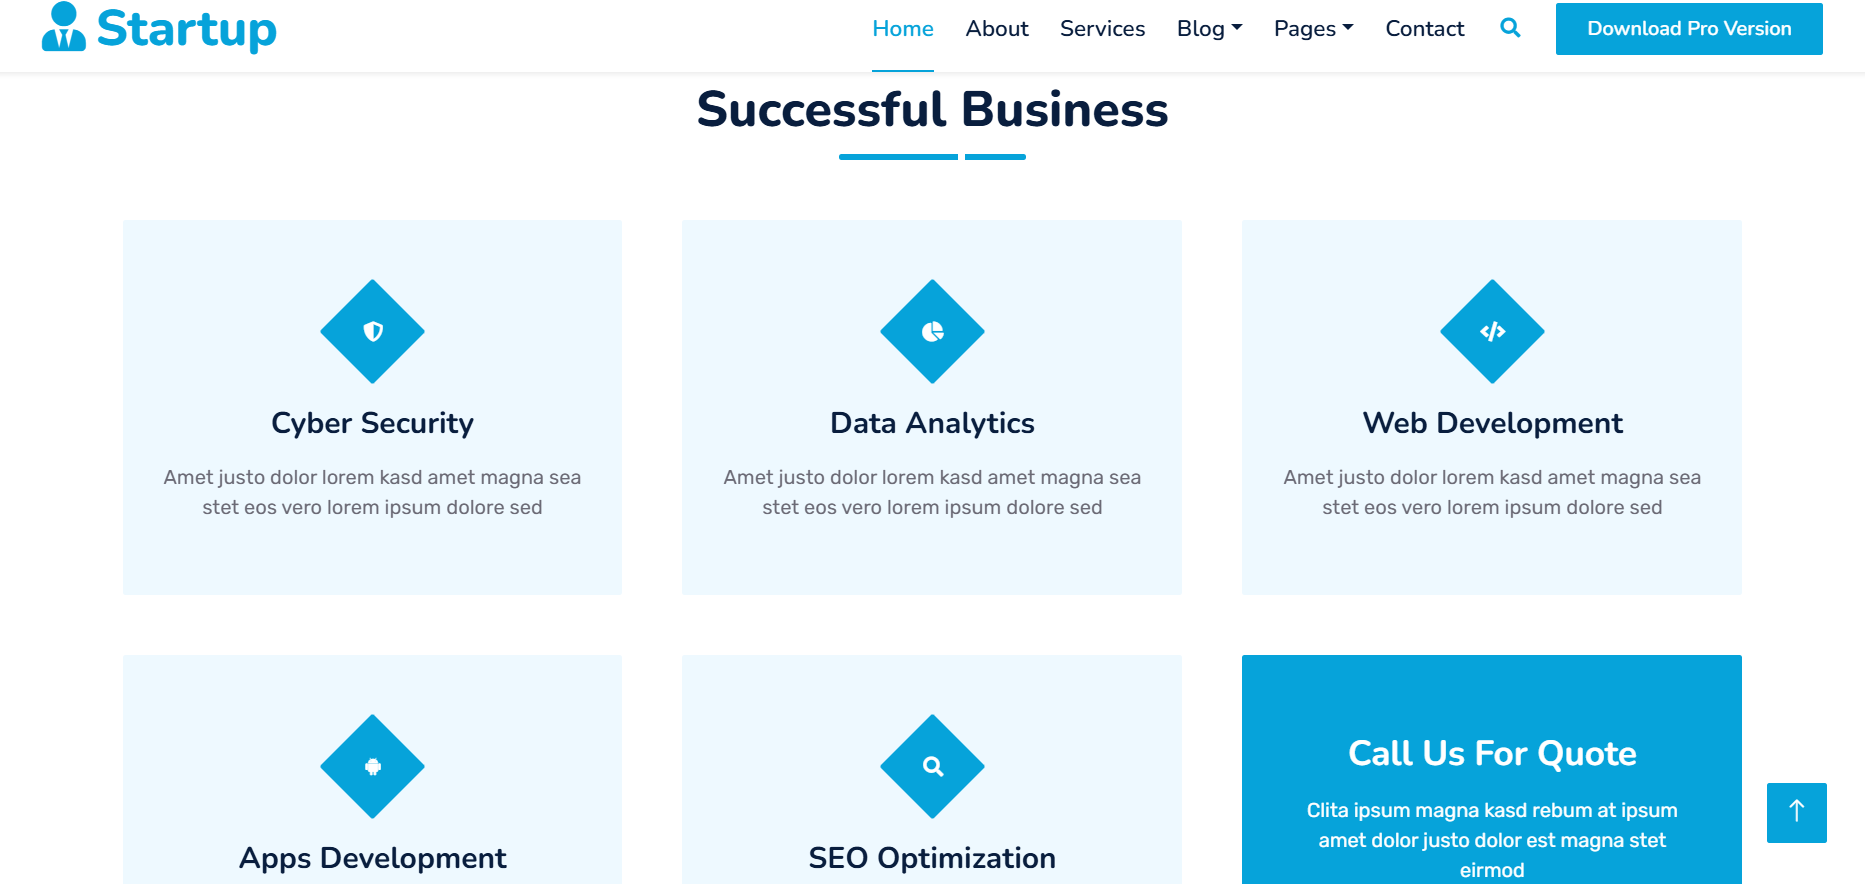 Startup
Home About Services Blog Pages Contact Download Pro Version
Successful Business
Cyber Security
Amet justo dolor lorem kasd amet magna sea
stet eos vero lorem ipsum dolore sed
Data Analytics
Amet justo dolor lorem kasd amet magna sea
stet eos vero lorem ipsum dolore sed
Web Development
Amet justo dolor lorem kasd amet magna sea
stet eos vero lorem ipsum dolore sed
Apps Development
SEO Optimization
Call Us For Quote
Clita ipsum magna kasd rebum at ipsum
amet dolor justo dolor est magna stet
eirmod